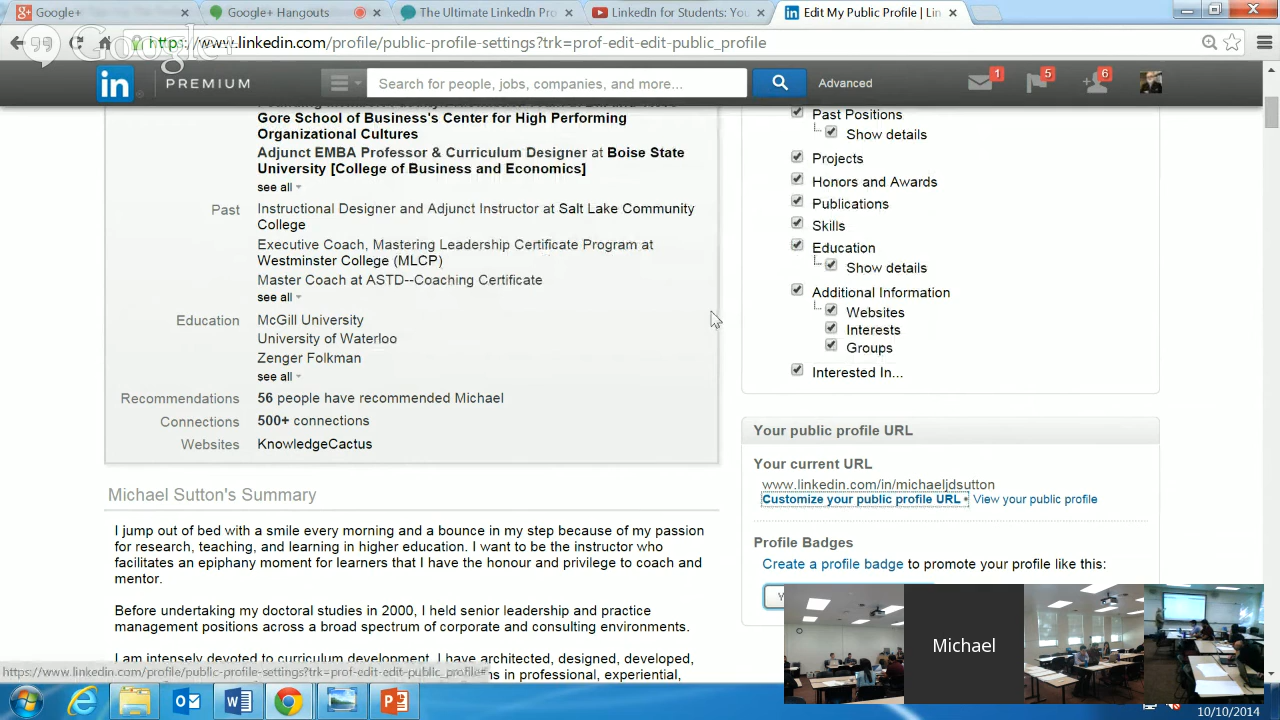 Google+
Google+ Hangouts
The Ultimate LinkedIn Pro
LinkedIn for Students: You
Edit My Public Profile | Lin
https://www.linkedin.com/profile/public-profile-settings?trk=prof-edit-edit-public_profile
Google+
in PREMIUM
Search for people, jobs, companies, and more...
Advanced
1
5
6
Gore School of Business's Center for High Performing
Organizational Cultures
Adjunct EMBA Professor & Curriculum Designer at Boise State
University [College of Business and Economics]
see all
Past
Instructional Designer and Adjunct Instructor at Salt Lake Community
College
Executive Coach, Mastering Leadership Certificate Program at
Westminster College (MLCP)
Master Coach at ASTD--Coaching Certificate
see all
Education
McGill University
University of Waterloo
Zenger Folkman
see all
Recommendations 56 people have recommended Michael
Connections 500+ connections
Websites KnowledgeCactus
Michael Sutton's Summary
I jump out of bed with a smile every morning and a bounce in my step because of my passion
for research, teaching, and learning in higher education. I want to be the instructor who
facilitates an epiphany moment for learners that I have the honour and privilege to coach and
mentor.
Before undertaking my doctoral studies in 2000, I held senior leadership and practice
management positions across a broad spectrum of corporate and consulting environments.
I am intensely devoted to curriculum development. I have architected, designed, developed,
ns in professional, experiential,
https://www.linkedin.com/profile/public-profile-settings?trk=prof-edit-edit-public_profile#
Past Positions
Show details
Projects
Honors and Awards
Publications
Skills
Education
Show details
Additional Information
Websites
Interests
Groups
Interested In...
Your public profile URL
Your current URL
www.linkedin.com/in/michaeljdsutton
Customize your public profile URL • View your public profile
Profile Badges
Create a profile badge to promote your profile like this:
Michael
10/10/2014